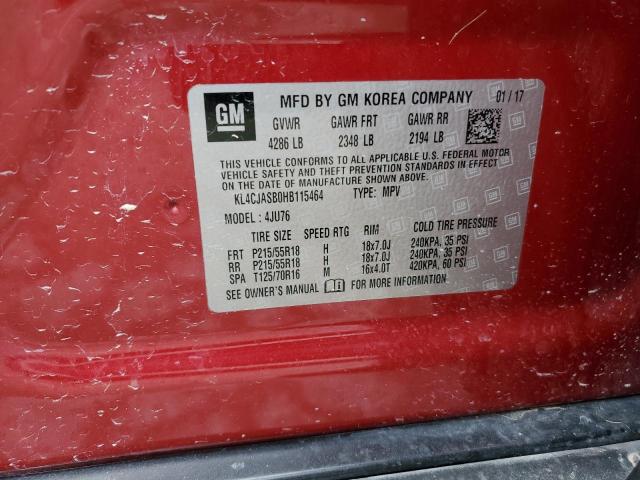 GM
MFD BY GM KOREA COMPANY 01/17
GVWR GAWR FRT GAWR RR
4286 LB 2348 LB 2194 LB
THIS VEHICLE CONFORMS TO ALL APPLICABLE U.S. FEDERAL MOTOR
VEHICLE SAFETY AND THEFT PREVENTION STANDARDS IN EFFECT
ON THE DATE OF MANUFACTURE SHOWN ABOVE.
KL4CJASB0HB115464 TYPE: MPV
MODEL: 4JU76
TIRE SIZE SPEED RTG RIM COLD TIRE PRESSURE
FRT P215/55R18 H 18x7.0J 240KPA, 35 PSI
RR P215/55R18 H 18x7.0J 240KPA, 35 PSI
SPA T125/70R16 M 16x4.0T 420KPA, 60 PSI
SEE OWNER'S MANUAL FOR MORE INFORMATION.